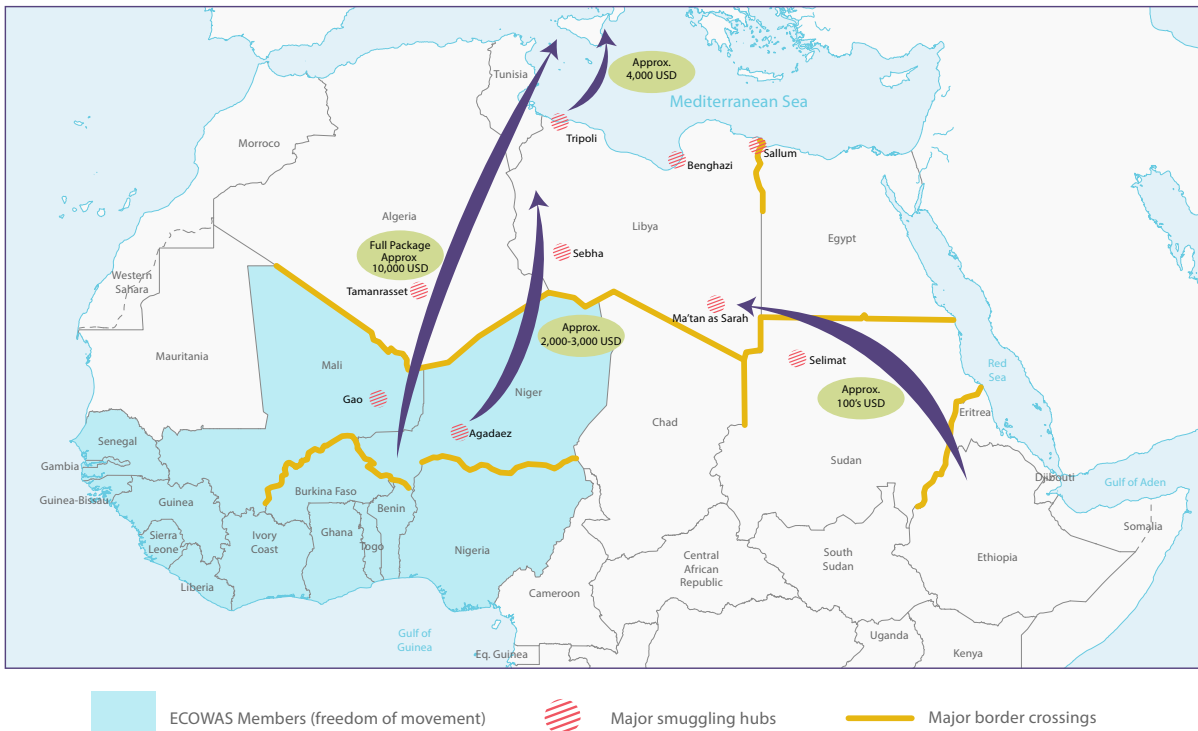 Approx.
4,000 USD
Mediterranean Sea
Tunisia
Tripoli
Benghazi
Sallum
Morroco
Algeria
Libya
Egypt
Full Package
Approx
10,000 USD
Sebha
Western
Sahara
Tamanrasset
Ma'tan as Sarah
Approx.
2,000-3,000 USD
Mauritania
Mali
Selimat
Red
Sea
Gao
Niger
Approx.
100's USD
Agadaez
Chad
Eritrea
Senegal
Sudan
Gambia
Djibouti
Gulf of Aden
Guinea-Bissau
Guinea
Burkina Faso
Benin
Somalia
Sierra
Leone
Ivory
Coast
Ghana
Togo
Nigeria
Central
African
Republic
South
Sudan
Ethiopia
Liberia
Cameroon
Gulf of
Guinea
Eq. Guinea
Uganda
Kenya
ECOWAS Members (freedom of movement)
Major smuggling hubs
Major border crossings